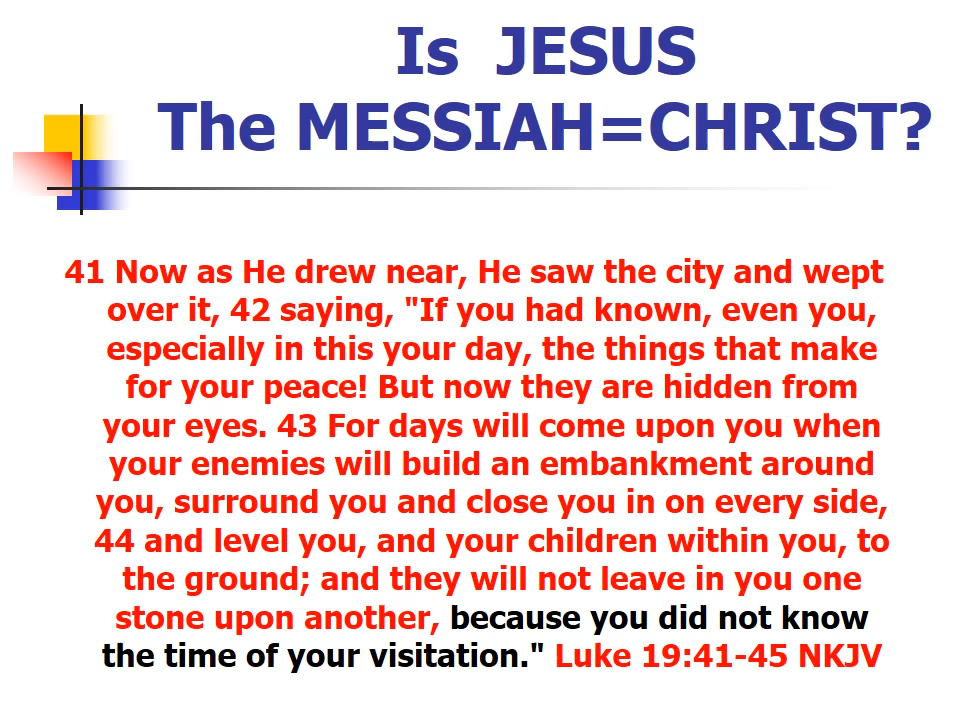 Is JESUS
The MESSIAH=CHRIST?
41 Now as He drew near, He saw the city and wept
over it, 42 saying, "If you had known, even you,
especially in this your day, the things that make
for your peace! But now they are hidden from
your eyes. 43 For days will come upon you when
your enemies will build an embankment around
you, surround you and close you in on every side,
44 and level you, and your children within you, to
the ground; and they will not leave in you one
stone upon another, because you did not know
the time of your visitation." Luke 19:41-45 NKJV